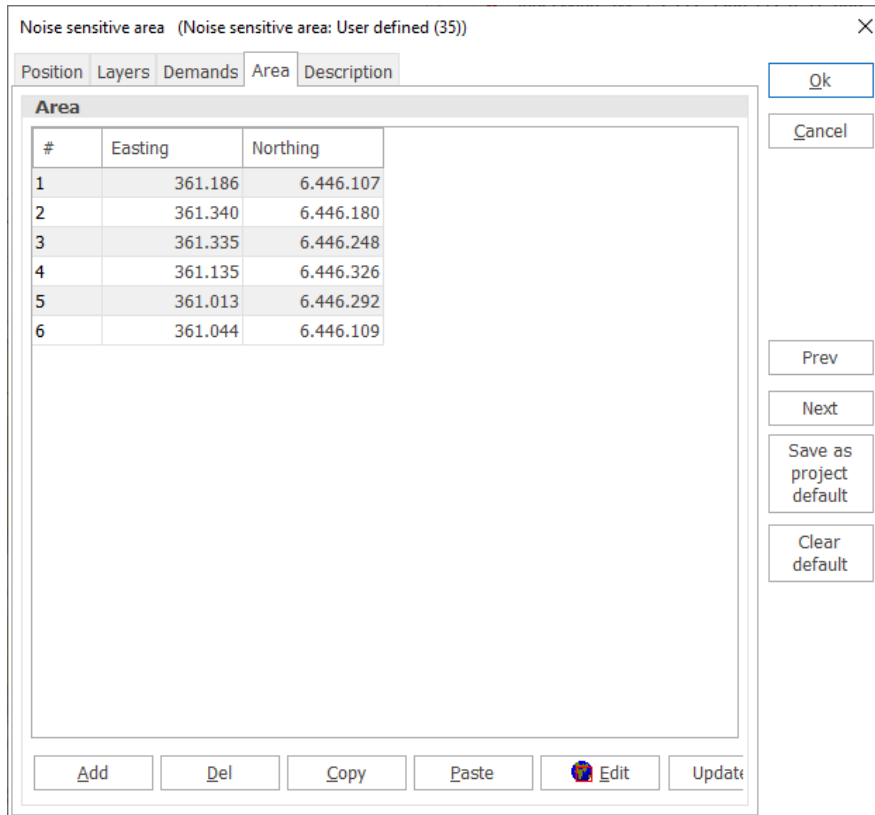 Noise sensitive area (Noise sensitive area: User defined (35))
Position Layers Demands Area Description
Ok
Area
Cancel
# Easting Northing
1 361.186 6.446.107
2 361.340 6.446.180
3 361.335 6.446.248
4 361.135 6.446.326
5 361.013 6.446.292
6 361.044 6.446.109
Prev
Next
Save as
project
default
Clear
default
Add Del Copy Paste Edit Update